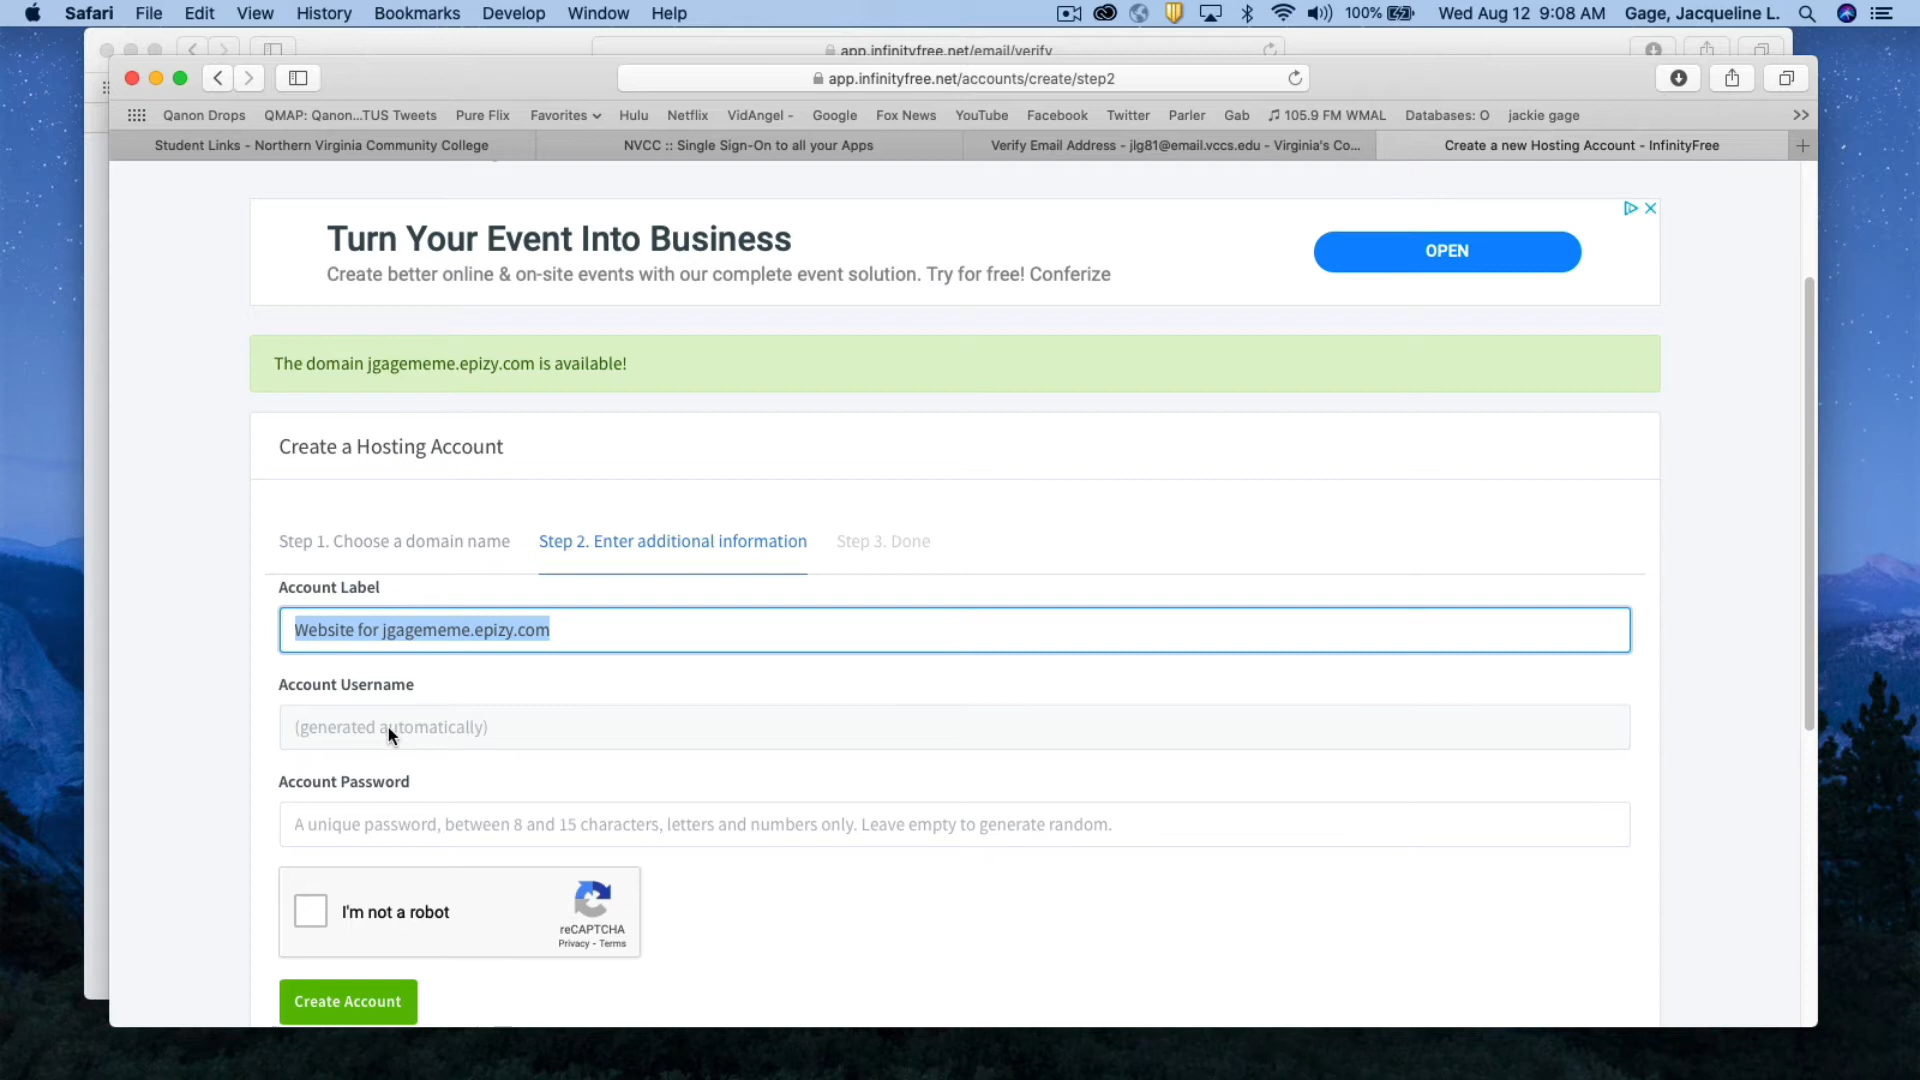 Safari File Edit View History Bookmarks Develop Window Help 100% Wed Aug 12 9:08 AM Gage, Jacqueline L.
app.infinityfree.net/email/verify
app.infinityfree.net/accounts/create/step2
Qanon Drops QMAP: Qanon...TUS Tweets Pure Flix Favorites Hulu Netflix VidAngel - Google Fox News YouTube Facebook Twitter Parler Gab 105.9 FM WMAL Databases: O jackie gage
Student Links - Northern Virginia Community College NVCC :: Single Sign-On to all your Apps Verify Email Address - jlg81@email.vccs.edu - Virginia's Co... Create a new Hosting Account - InfinityFree
Turn Your Event Into Business
OPEN
Create better online & on-site events with our complete event solution. Try for free! Conferize
The domain jgagememe.epizy.com is available!
Create a Hosting Account
Step 1. Choose a domain name Step 2. Enter additional information Step 3. Done
Account Label
Website for jgagememe.epizy.com
Account Username
(generated automatically)
Account Password
A unique password, between 8 and 15 characters, letters and numbers only. Leave empty to generate random.
I'm not a robot
reCAPTCHA
Privacy - Terms
Create Account